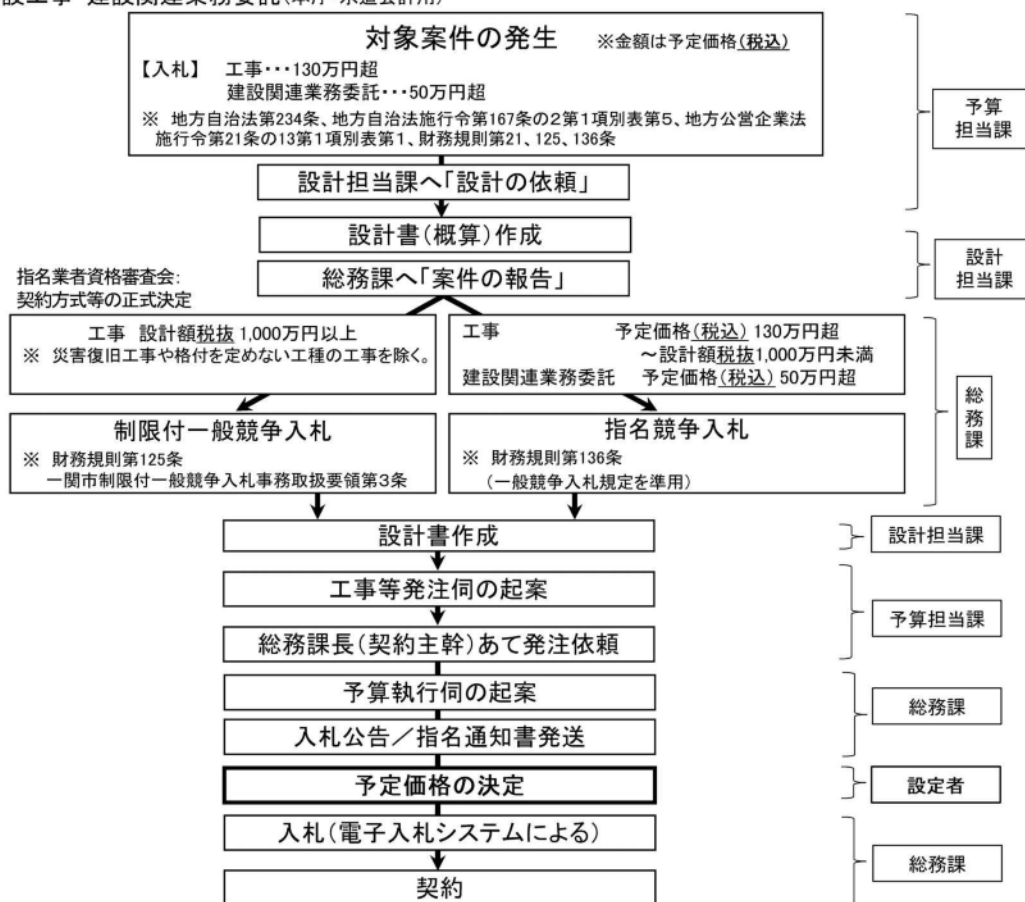 建設関連業務委託
対象案件の発生 ※金額は予定価格(税込)
【入札】 工事･･･130万円超
建設関連業務委託･･･50万円超
※ 地方自治法第234条、地方自治法施行令第167条の2第1項別表第5、地方公営企業法
施行令第21条の13第1項別表第1、財務規則第21、125、136条
予算
担当課
設計担当課へ「設計の依頼」
設計書(概算)作成
設計
担当課
総務課へ「案件の報告」
指名業者資格審査会:
契約方式等の正式決定
工事 設計額税抜 1,000万円以上
※ 災害復旧工事や格付を定めない工種の工事を除く。
工事 予定価格(税込) 130万円超
～設計額税抜1,000万円未満
建設関連業務委託 予定価格(税込) 50万円超
総務課
制限付一般競争入札
※ 財務規則第125条
一関市制限付一般競争入札事務取扱要領第3条
指名競争入札
※ 財務規則第136条
(一般競争入札規定を準用)
設計書作成
設計担当課
工事等発注伺の起案
予算担当課
総務課長(契約主幹)あて発注依頼
予算執行伺の起案
総務課
入札公告／指名通知書発送
予定価格の決定
設定者
入札(電子入札システムによる)
総務課
契約